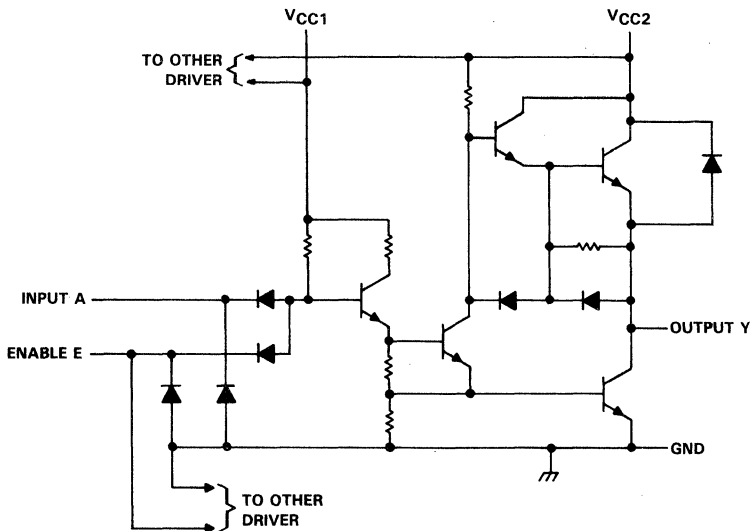 VCC1
VCC2
TO OTHER
DRIVER
INPUT A
ENABLE E
OUTPUT Y
GND
TO OTHER
DRIVER